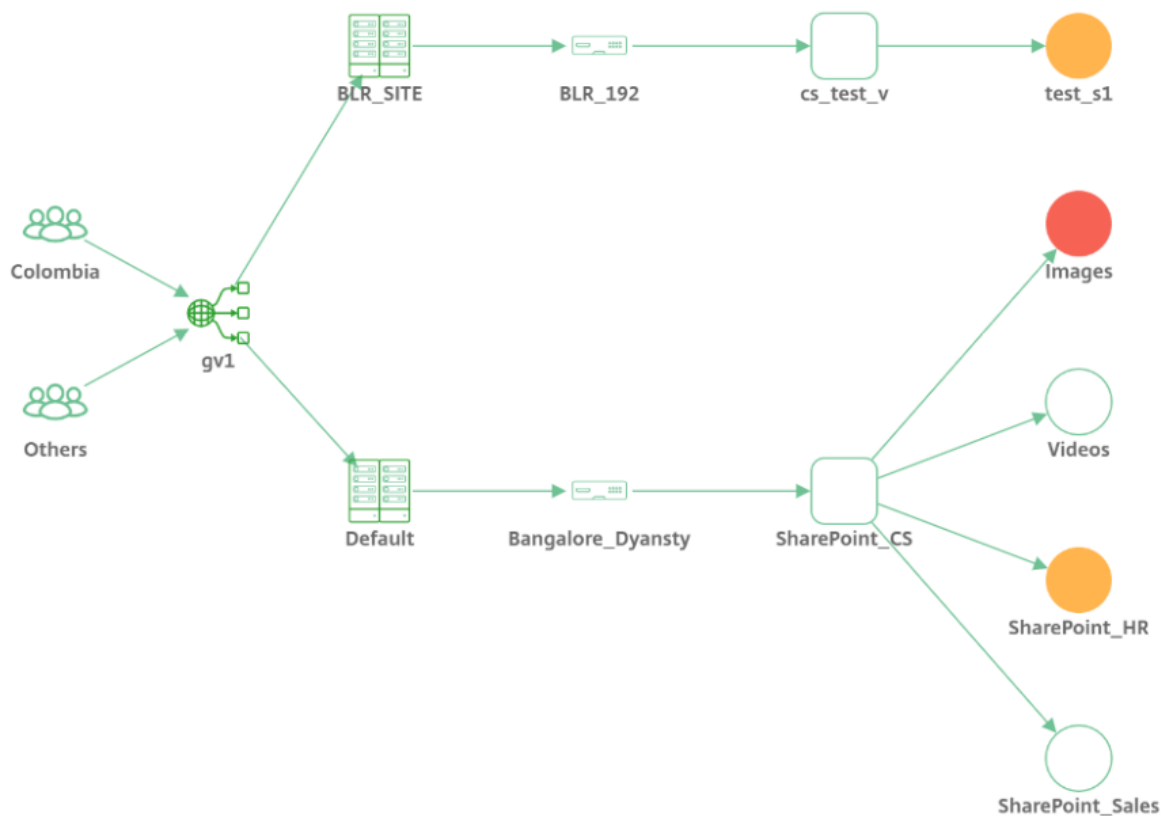 BLR_SITE
BLR_192
cs_test_v
test_s1
Colombia
Images
gv1
Others
Videos
Default
Bangalore_Dyansty
SharePoint_CS
SharePoint_HR
SharePoint_Sales